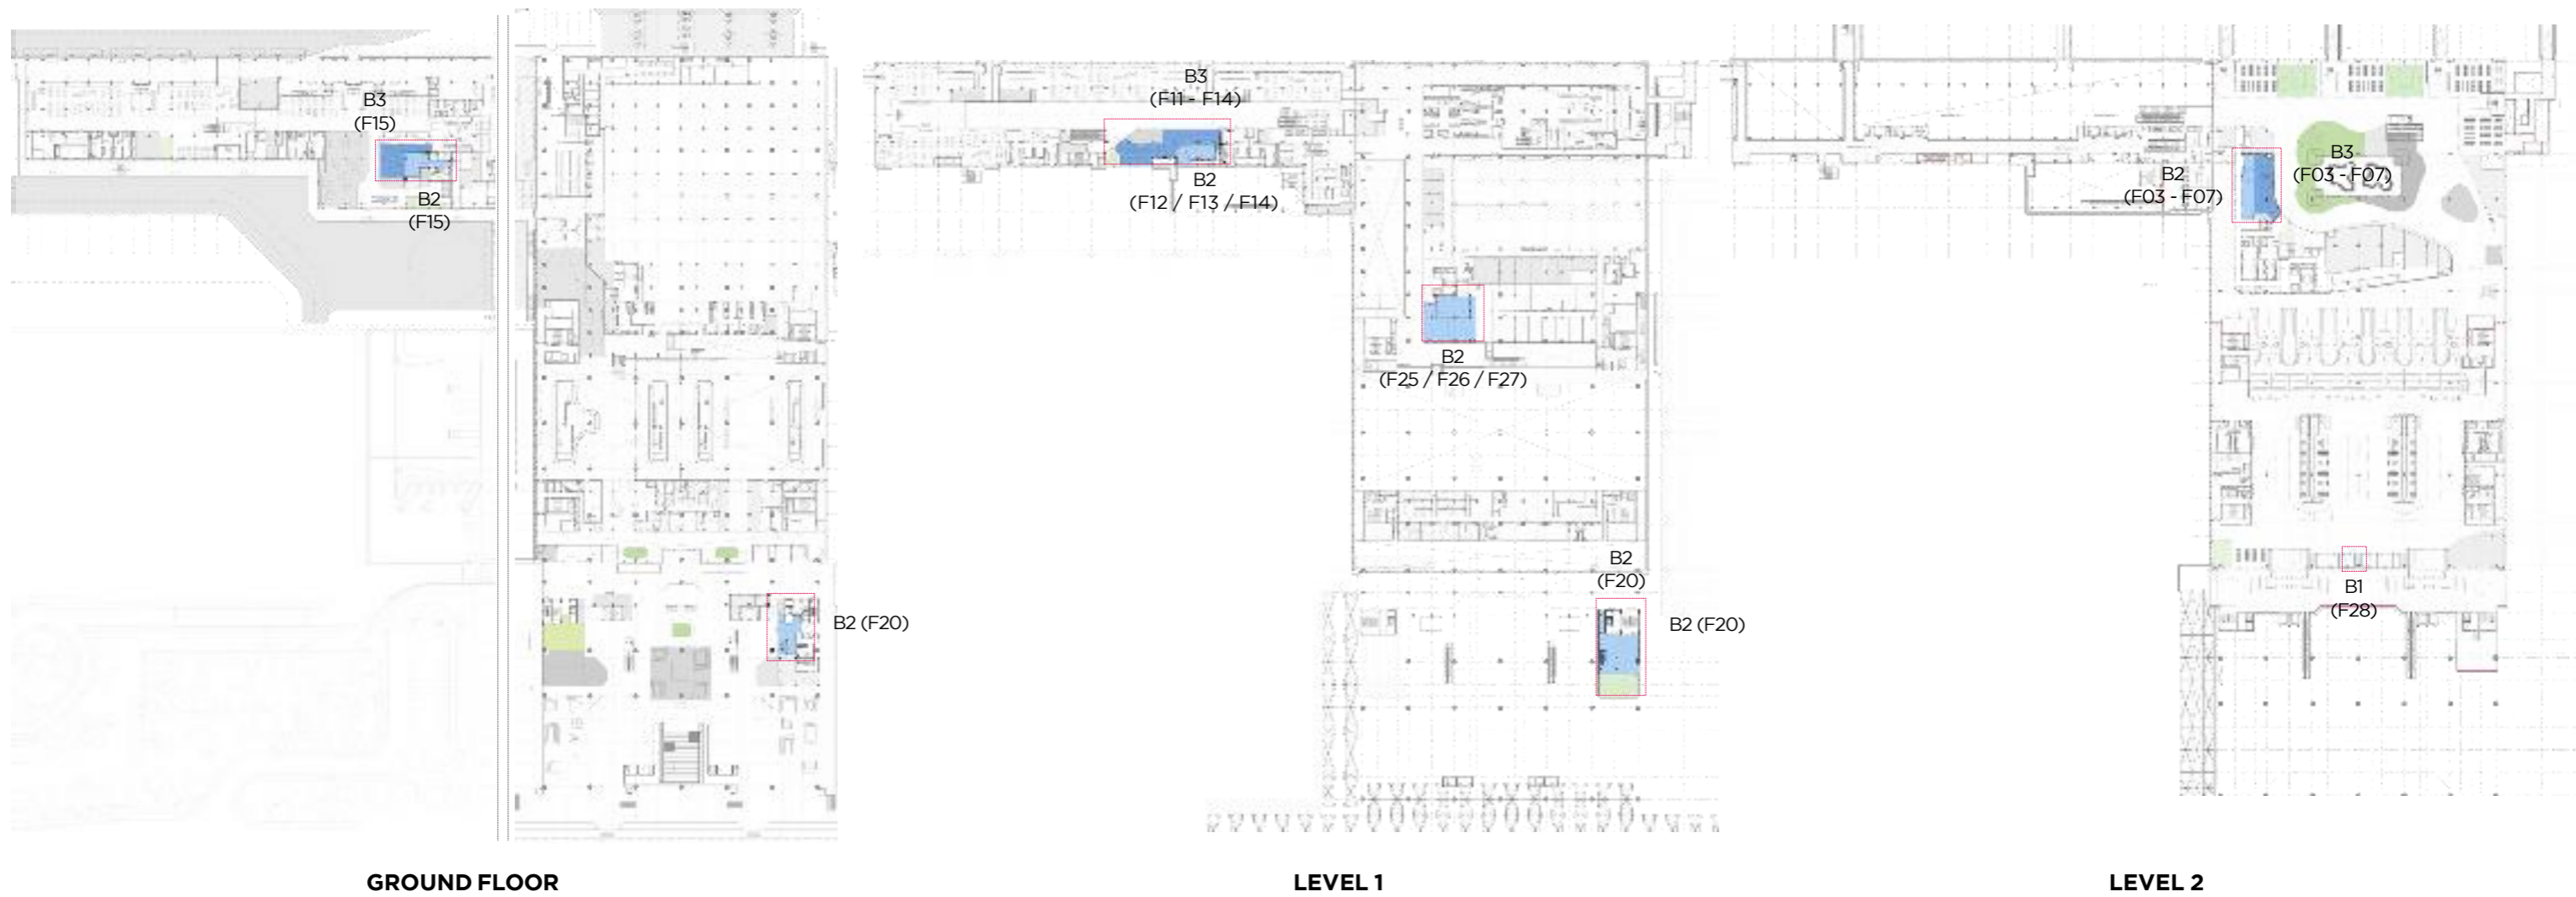 B3
(F15)
B2
(F15)
B2 (F20)
GROUND FLOOR
B3
(F11 - F14)
B2
(F12 / F13 / F14)
B2
(F25 / F26 / F27)
B2
(F20)
B2 (F20)
LEVEL 1
B3
(F03 - F07)
B2
(F03 - F07)
B1
(F28)
LEVEL 2